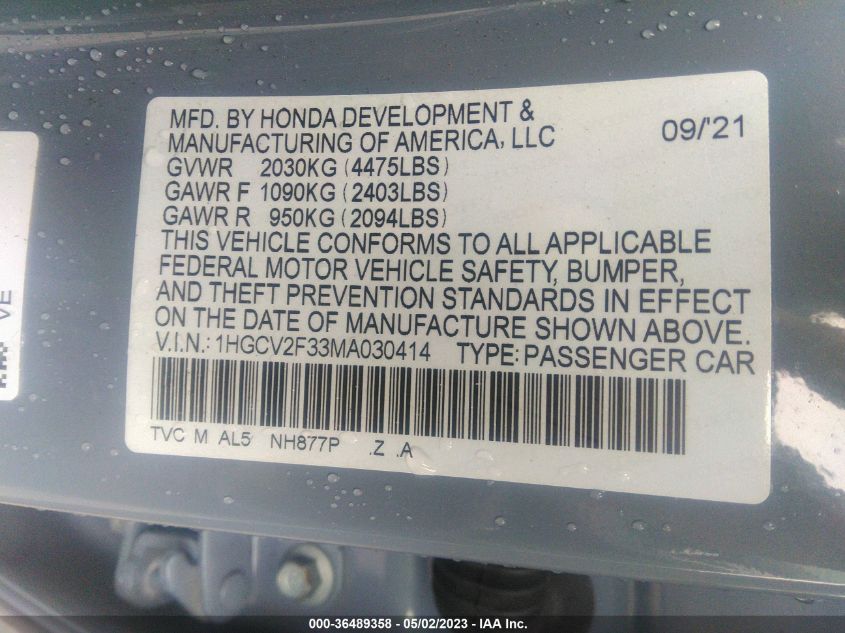 MFD. BY HONDA DEVELOPMENT &
MANUFACTURING OF AMERICA, LLC 09/'21
GVWR 2030KG (4475LBS)
GAWR F 1090KG (2403LBS)
GAWR R 950KG (2094LBS)
THIS VEHICLE CONFORMS TO ALL APPLICABLE
FEDERAL MOTOR VEHICLE SAFETY, BUMPER,
AND THEFT PREVENTION STANDARDS IN EFFECT
ON THE DATE OF MANUFACTURE SHOWN ABOVE.
V.I.N.: 1HGCV2F33MA030414 TYPE: PASSENGER CAR
TVC M AL5 NH877P .Z .A
VE
000-36489358 - 05/02/2023 - IAA Inc.